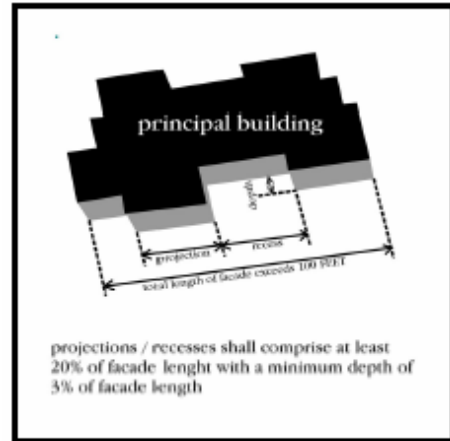 principal building
depth
projection
recess
total length of facade exceeds 100 FEET
projections / recesses shall comprise at least
20% of facade lenght with a minimum depth of
3% of facade length